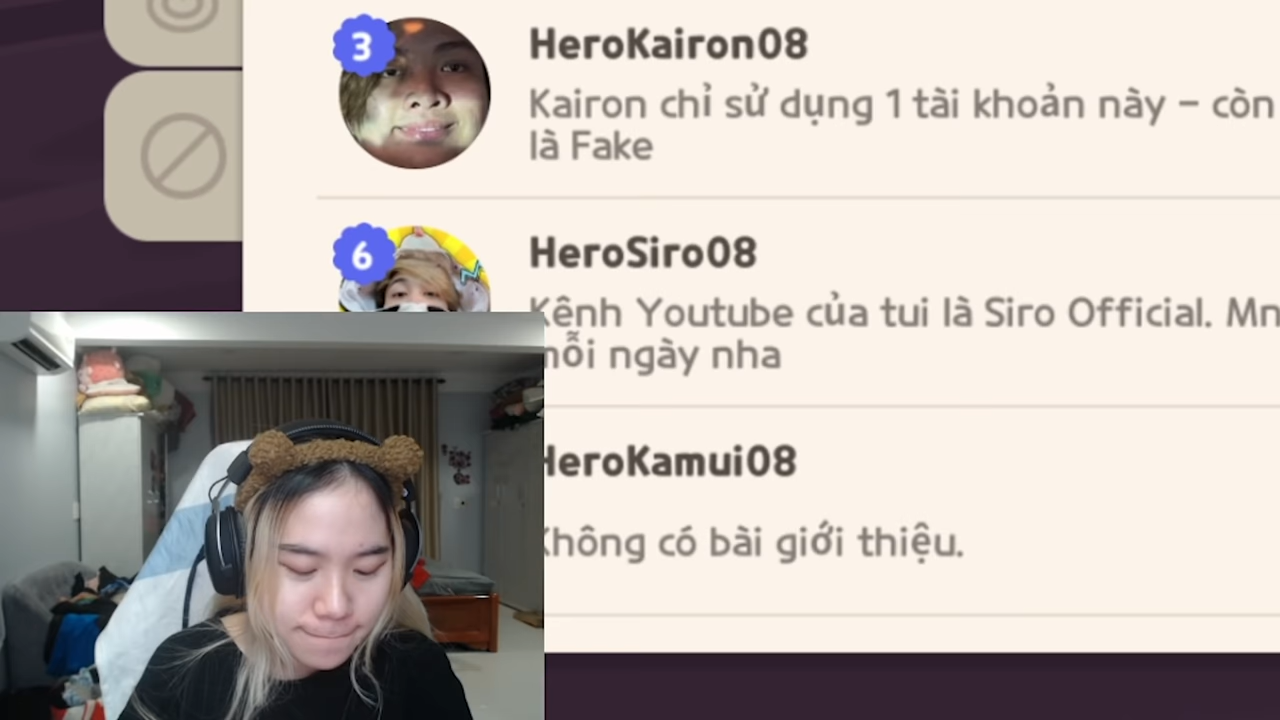 3
HeroKairon08
Kairon chỉ sử dụng 1 tài khoản này - còn
là Fake
6
HeroSiro08
Kênh Youtube của tui là Siro Official. Mn
mỗi ngày nha
HeroKamui08
Không có bài giới thiệu.